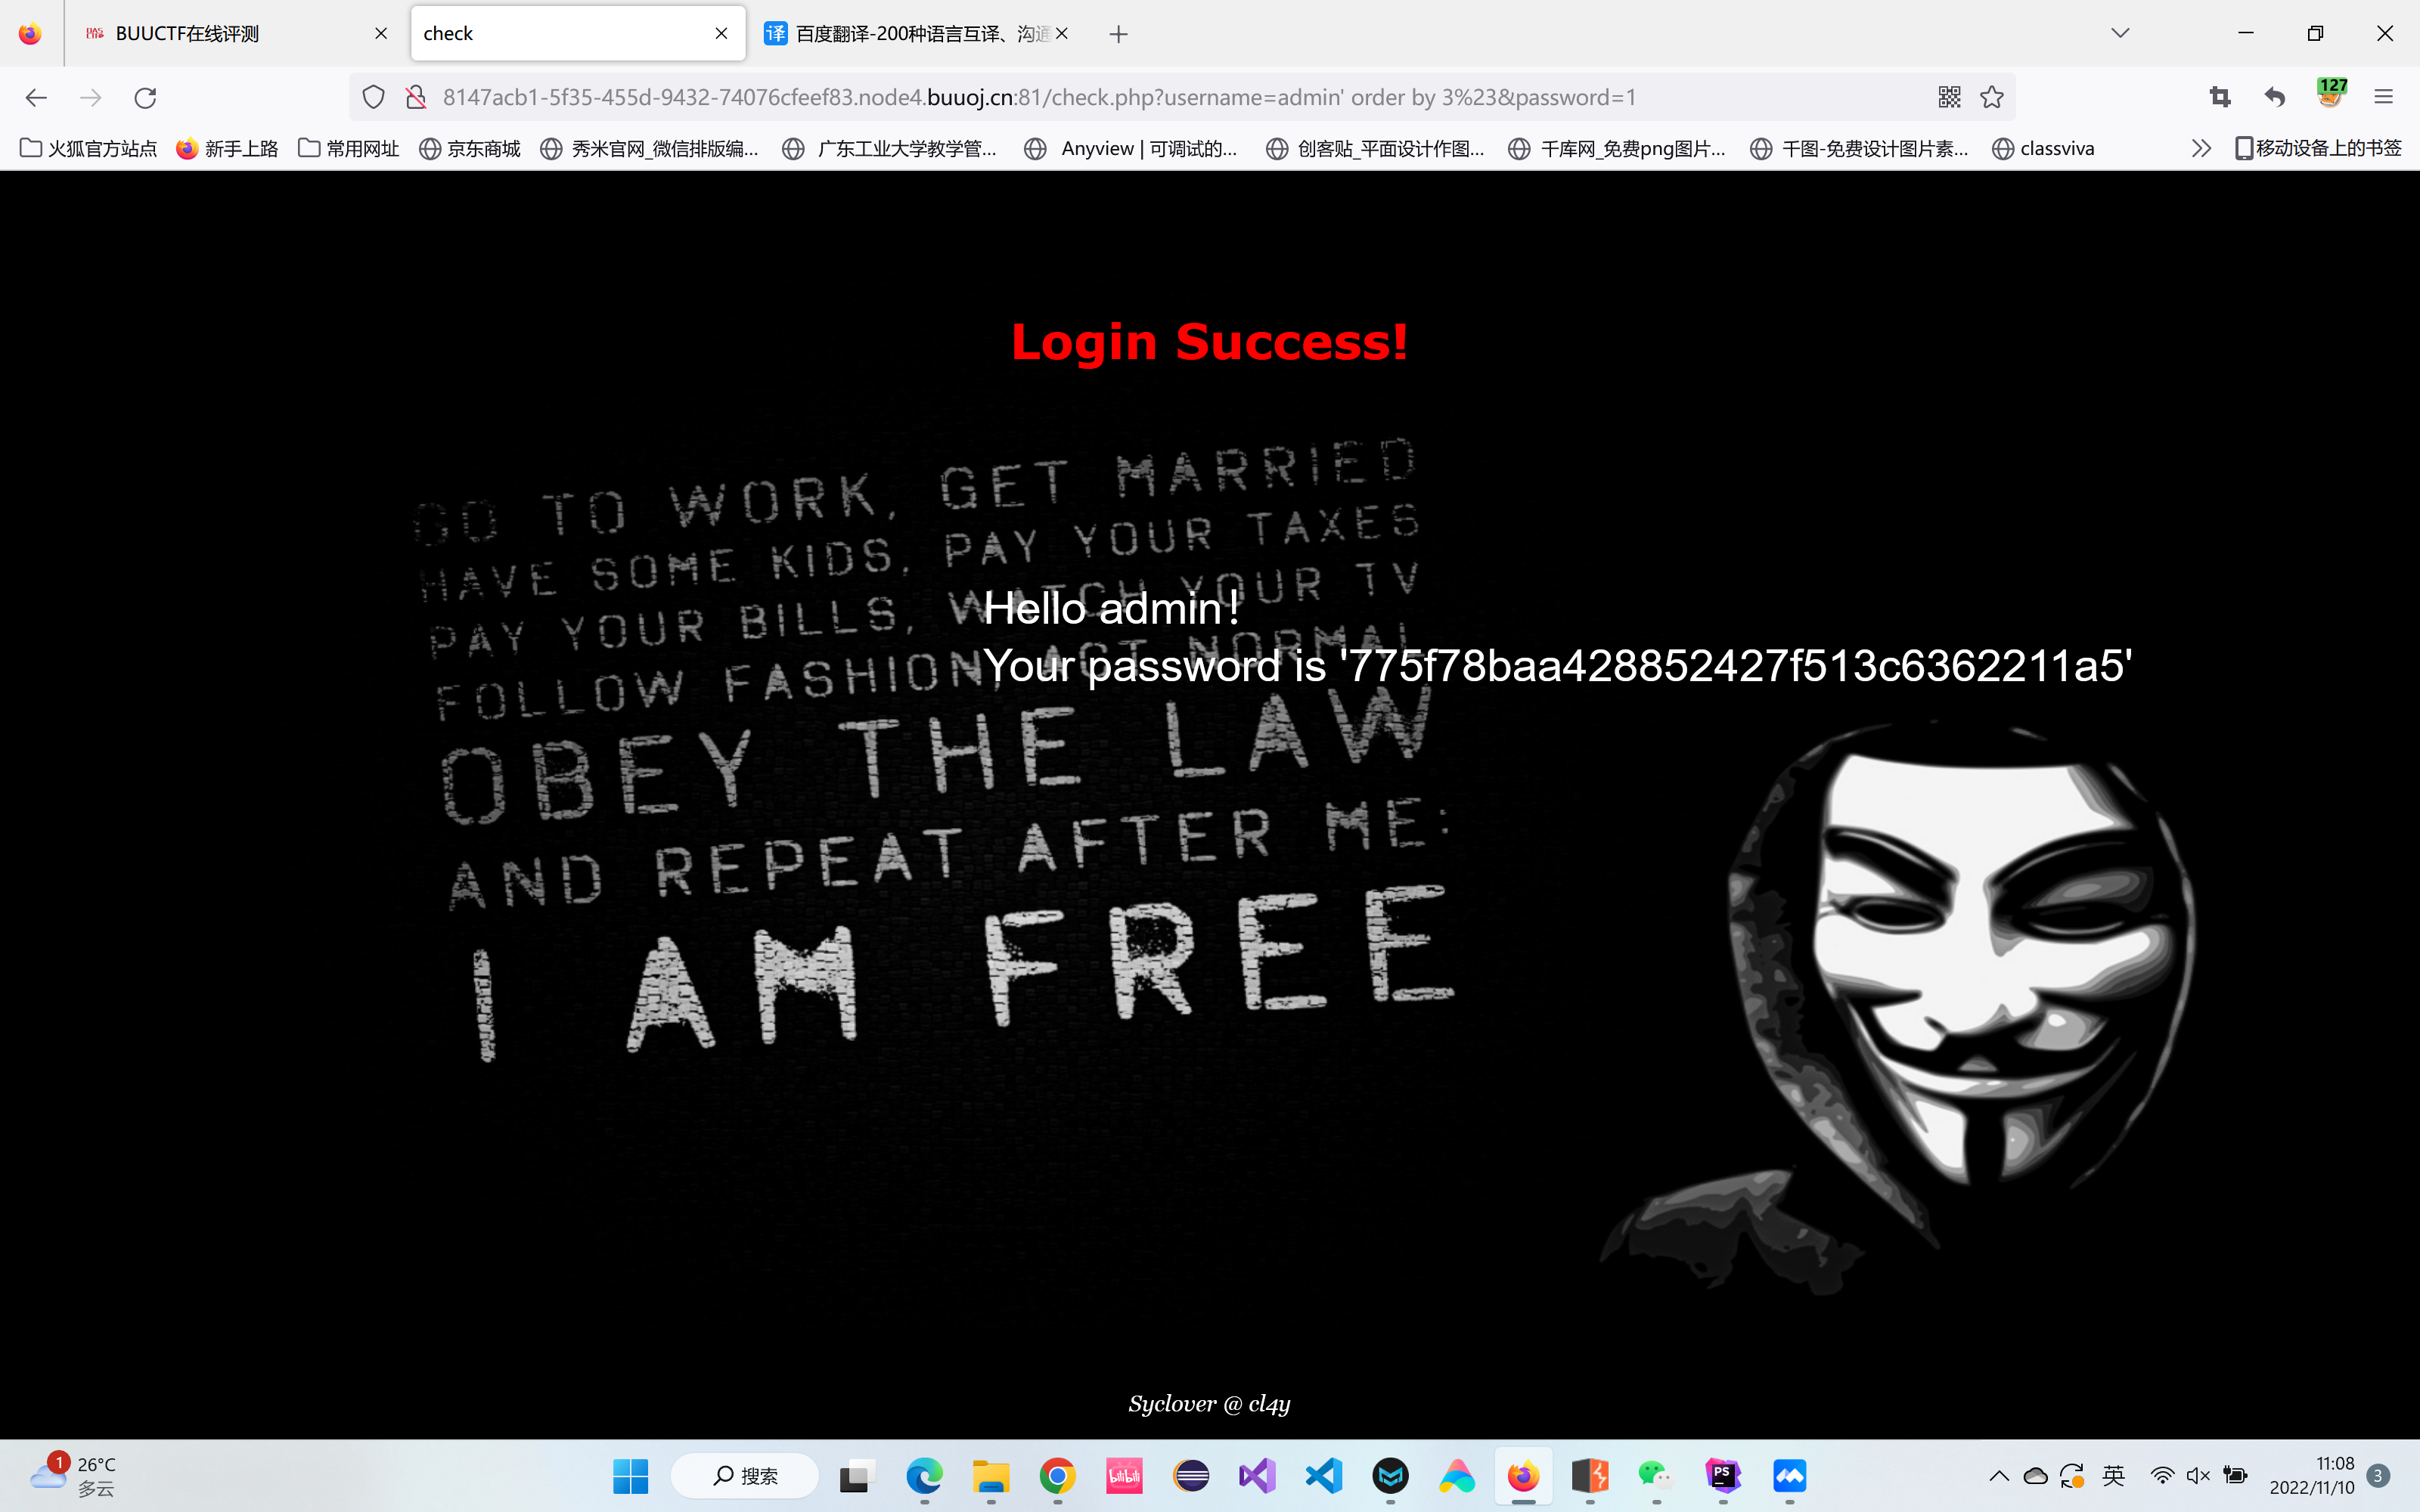 BUUCTF在线评测
check
译 百度翻译-200种语言互译、沟通
8147acb1-5f35-455d-9432-74076cfeef83.node4.buuoj.cn:81/check.php?username=admin' order by 3%23&password=1
127
火狐官方站点 新手上路 常用网址 京东商城 秀米官网_微信排版编... 广东工业大学教学管... Anyview | 可调试的... 创客贴_平面设计作图... 千库网_免费png图片... 千图-免费设计图片素... classviva 移动设备上的书签
Login Success!
GO TO WORK, GET MARRIED
HAVE SOME KIDS, PAY YOUR TAXES
PAY YOUR BILLS, WATCH YOUR TV
FOLLOW FASHION, ACT NORMAL
OBEY THE LAW
AND REPEAT AFTER ME:
I AM FREE
Hello admin！
Your password is '775f78baa428852427f513c6362211a5'
Syclover @ cl4y
1 26°C
多云
搜索
bilibili
PS
英
11:08
2022/11/10
3